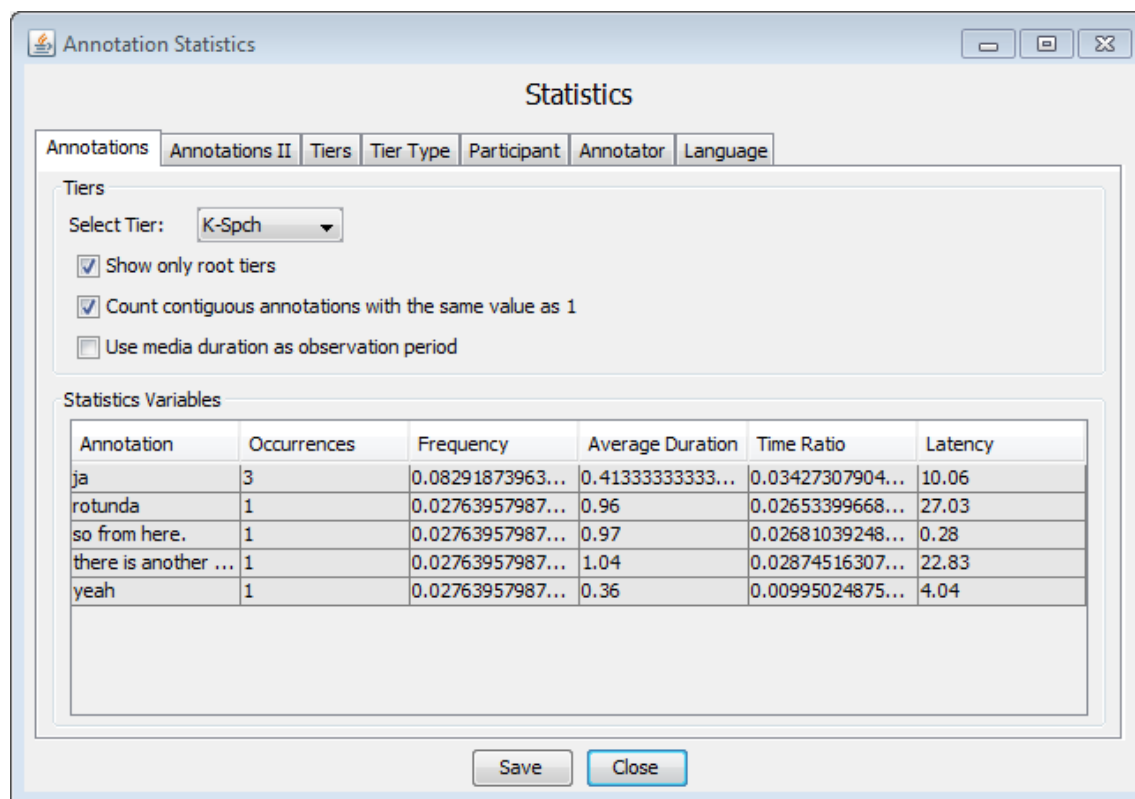 Annotation Statistics
Statistics
Annotations Annotations II Tiers Tier Type Participant Annotator Language
Tiers
Select Tier: K-Spch
Show only root tiers
Count contiguous annotations with the same value as 1
Use media duration as observation period
Statistics Variables
Annotation Occurrences Frequency Average Duration Time Ratio Latency
ja 3 0.08291873963... 0.41333333333... 0.03427307904... 10.06
rotunda 1 0.02763957987... 0.96 0.02653399668... 27.03
so from here. 1 0.02763957987... 0.97 0.02681039248... 0.28
there is another ... 1 0.02763957987... 1.04 0.02874516307... 22.83
yeah 1 0.02763957987... 0.36 0.00995024875... 4.04
Save Close